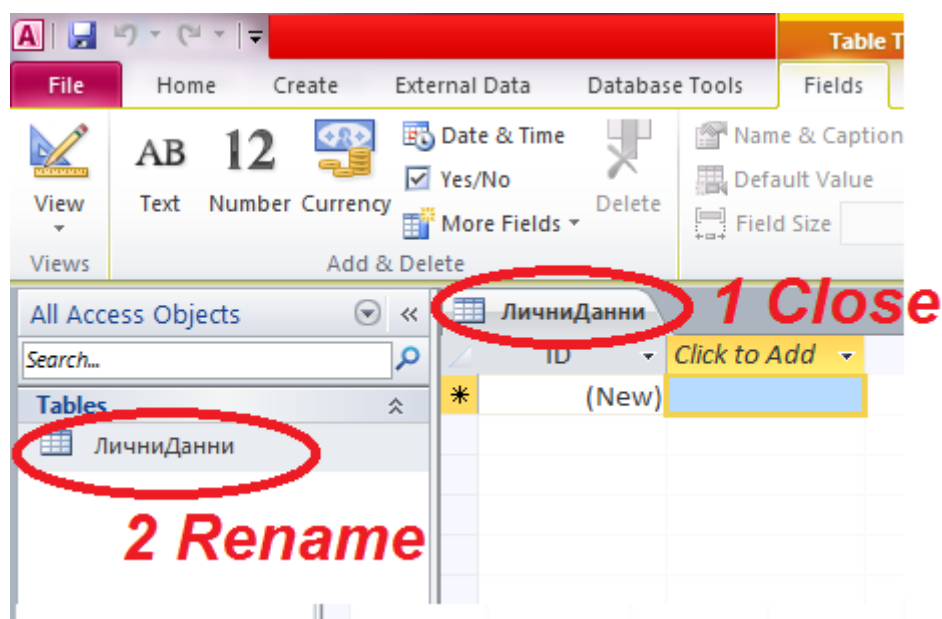 A
Table T
File Home Create External Data Database Tools Fields
AB 12 Date & Time Name & Caption
Yes/No Default Value
View Text Number Currency More Fields Delete Field Size
Views Add & Delete
All Access Objects « ЛичниДанни 1 Close
Search... ID Click to Add
Tables * (New)
ЛичниДанни
2 Rename